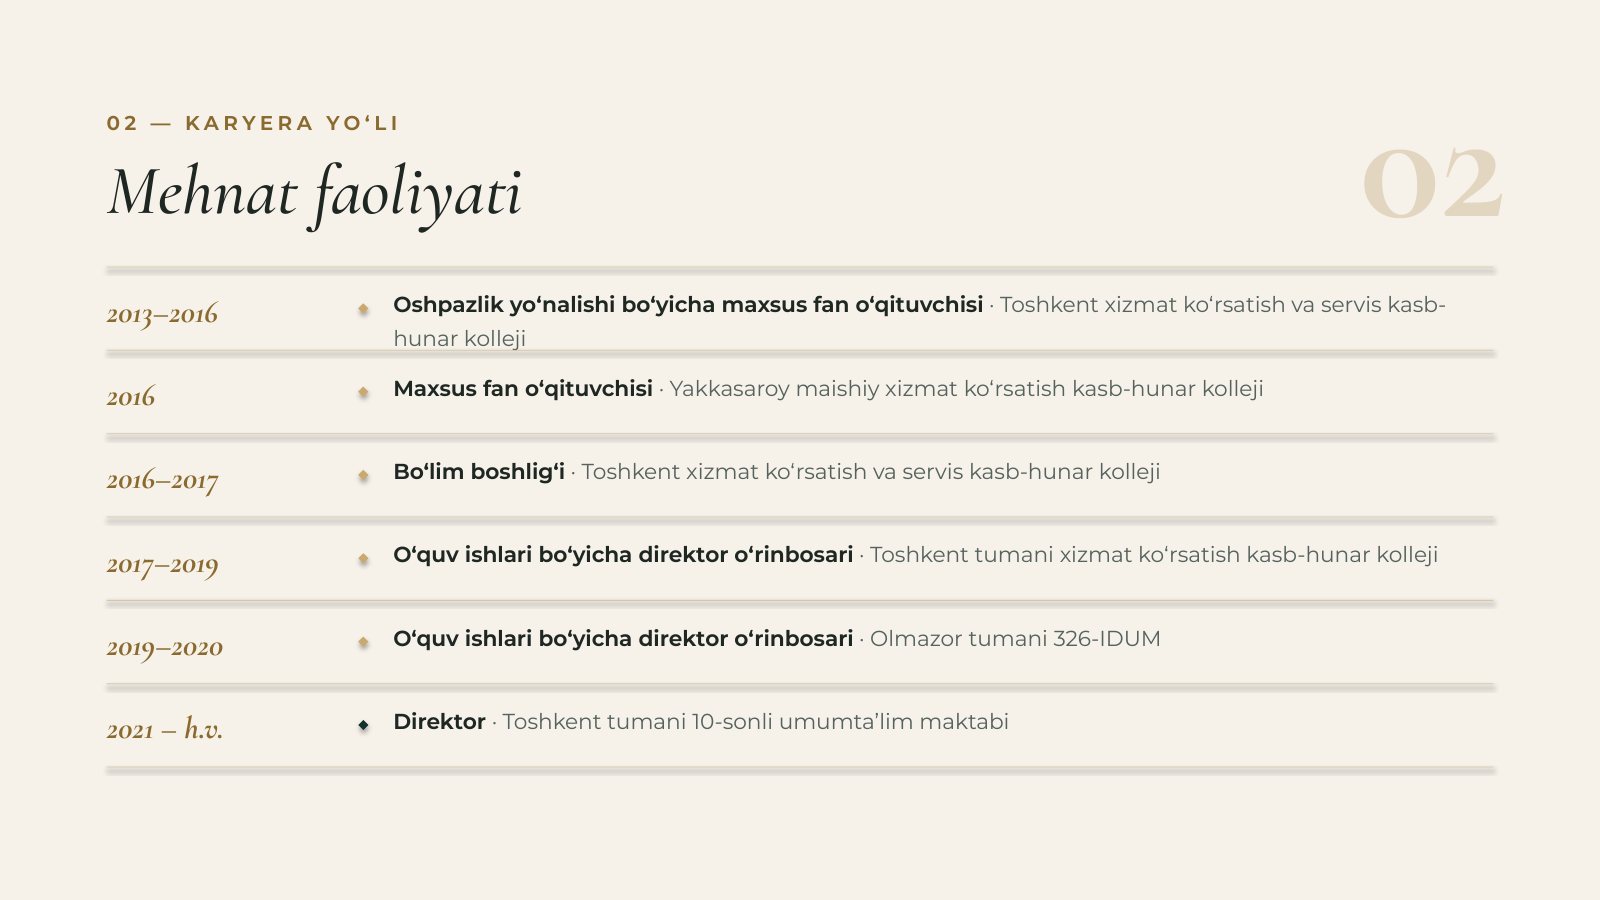 02 — KARYERA YO‘LI
Mehnat faoliyati
02
2013–2016
Oshpazlik yo‘nalishi bo‘yicha maxsus fan o‘qituvchisi · Toshkent xizmat ko‘rsatish va servis kasb-
hunar kolleji
2016
Maxsus fan o‘qituvchisi · Yakkasaroy maishiy xizmat ko‘rsatish kasb-hunar kolleji
2016–2017
Bo‘lim boshlig‘i · Toshkent xizmat ko‘rsatish va servis kasb-hunar kolleji
2017–2019
O‘quv ishlari bo‘yicha direktor o‘rinbosari · Toshkent tumani xizmat ko‘rsatish kasb-hunar kolleji
2019–2020
O‘quv ishlari bo‘yicha direktor o‘rinbosari · Olmazor tumani 326-IDUM
2021 – h.v.
Direktor · Toshkent tumani 10-sonli umumta’lim maktabi